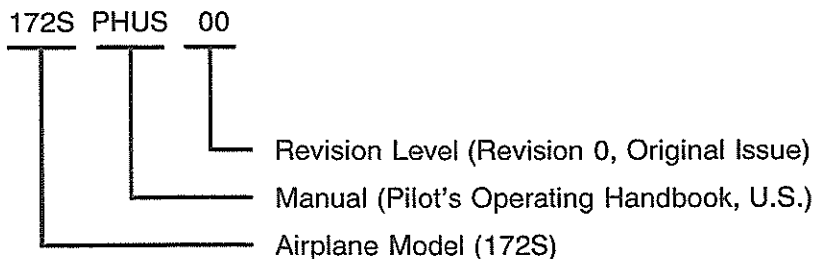 172S PHUS 00
Revision Level (Revision 0, Original Issue)
Manual (Pilot's Operating Handbook, U.S.)
Airplane Model (172S)